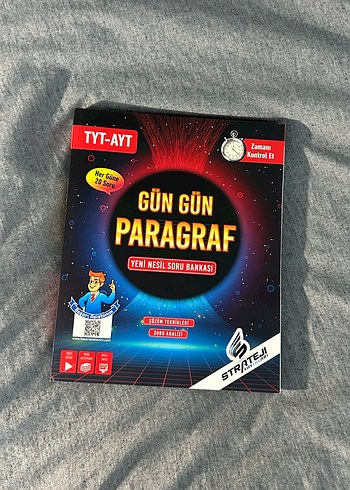 TYT-AYT
Zamanı
Kontrol Et
Her Güne
20 Soru
GÜN GÜN
PARAGRAF
YENİ NESİL SORU BANKASI
ÇÖZÜM TEKNİKLERİ
SORU ANALİZİ
STRATEJİ